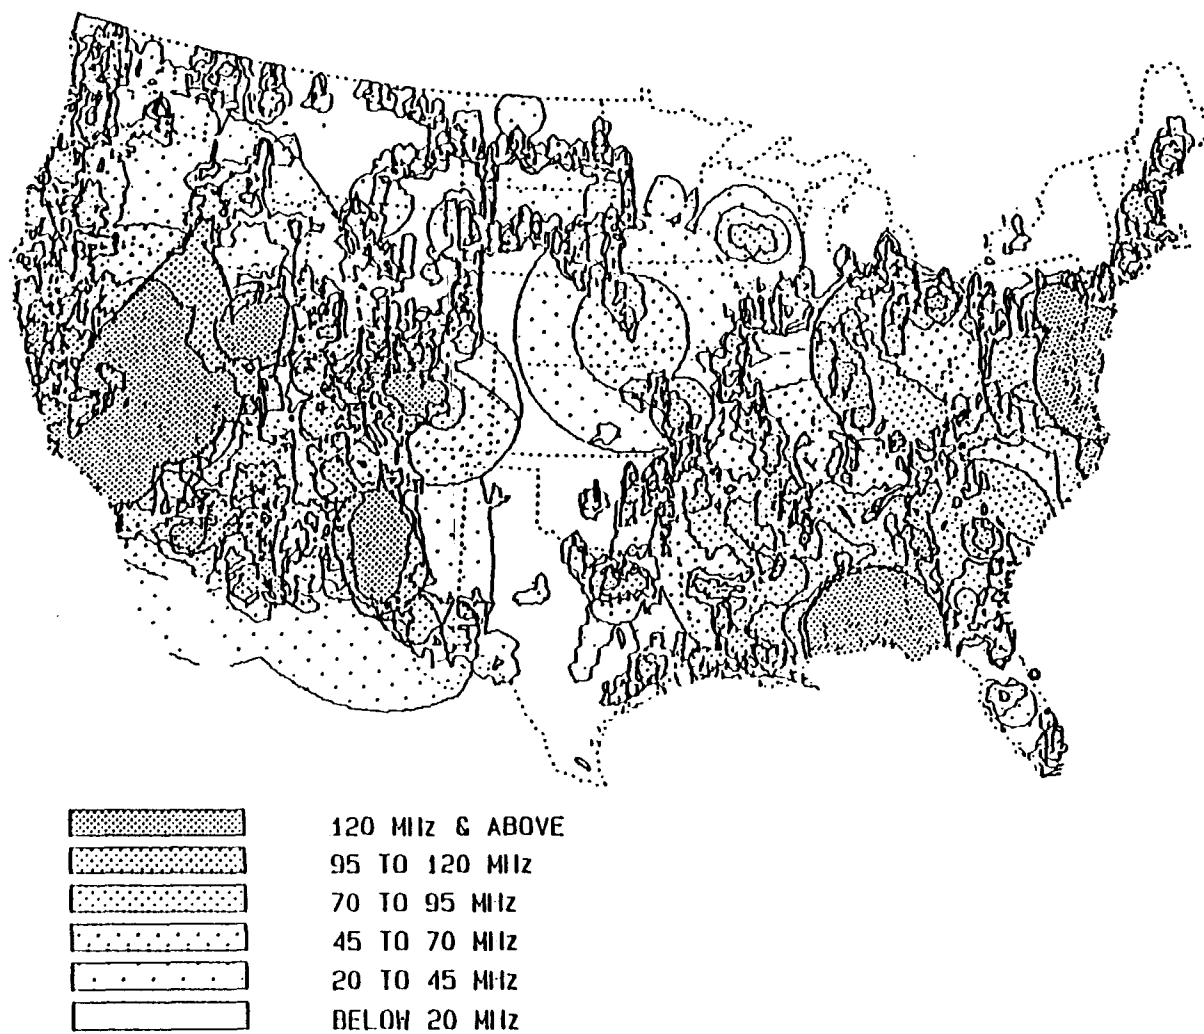 120 MHz & ABOVE
95 TO 120 MHz
70 TO 95 MHz
45 TO 70 MHz
20 TO 45 MHz
BELOW 20 MHz